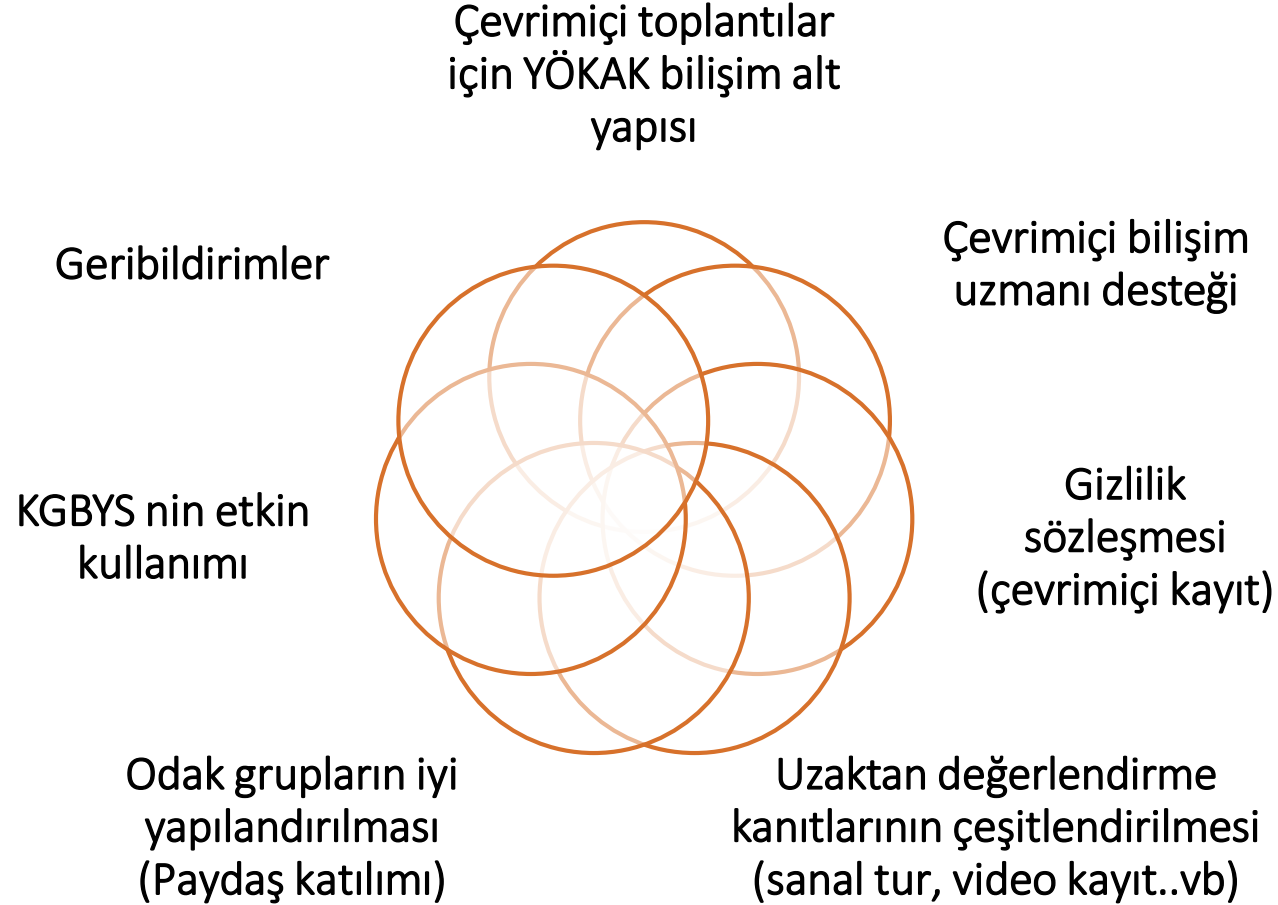 Çevrimiçi toplantılar
için YÖKAK bilişim alt
yapısı
Çevrimiçi bilişim
uzmanı desteği
Gizlilik
sözleşmesi
(çevrimiçi kayıt)
Uzaktan değerlendirme
kanıtlarının çeşitlendirilmesi
(sanal tur, video kayıt..vb)
Odak grupların iyi
yapılandırılması
(Paydaş katılımı)
KGBYS nin etkin
kullanımı
Geribildirimler